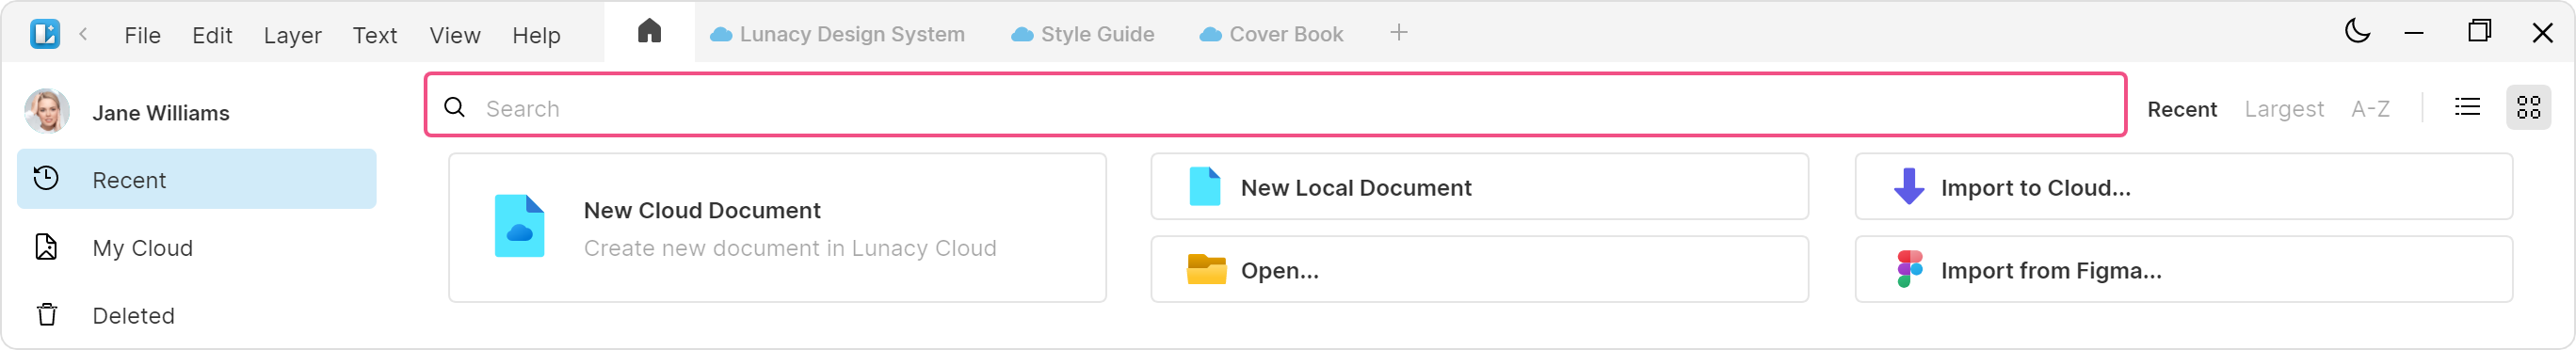 File Edit Layer Text View Help Lunacy Design System Style Guide Cover Book
Jane Williams
Search
Recent Largest A-Z
Recent
My Cloud
Deleted
New Cloud Document
Create new document in Lunacy Cloud
New Local Document
Open...
Import to Cloud...
Import from Figma...